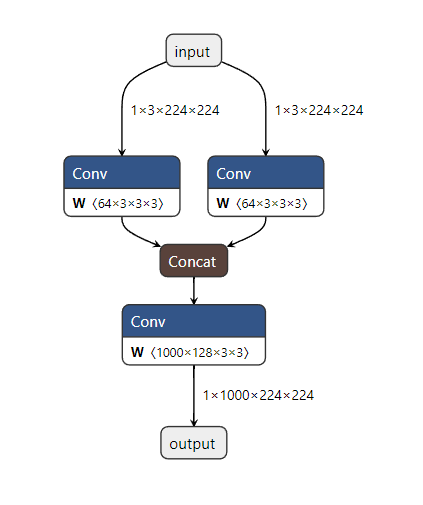 input
1×3×224×224
1×3×224×224
Conv
W ⟨64×3×3×3⟩
Conv
W ⟨64×3×3×3⟩
Concat
Conv
W ⟨1000×128×3×3⟩
1×1000×224×224
output